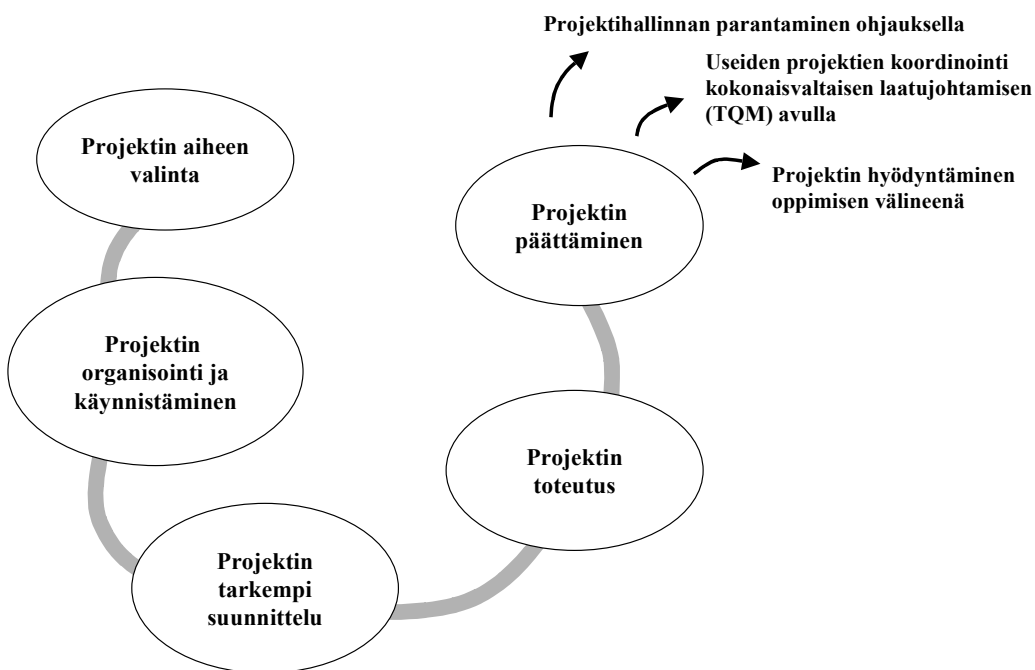 Projektihallinnan parantaminen ohjauksella
Useiden projektien koordinointi
kokonaisvaltaisen laatujohtamisen
(TQM) avulla
Projektin hyödyntäminen
oppimisen välineenä
Projektin aiheen
valinta
Projektin
organisointi ja
käynnistäminen
Projektin
tarkempi
suunnittelu
Projektin
toteutus
Projektin
päättäminen